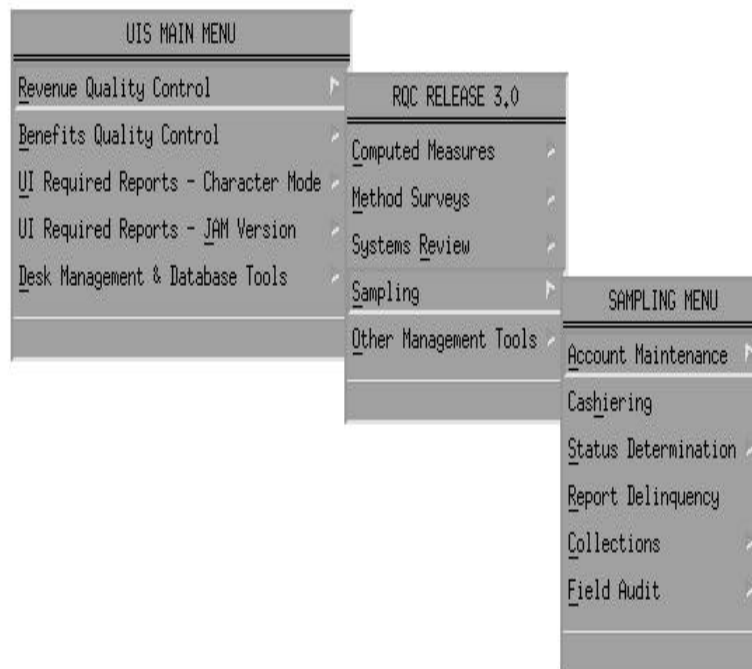 UIS MAIN MENU
Revenue Quality Control
Benefits Quality Control
UI Required Reports - Character Mode
UI Required Reports - JAM Version
Desk Management & Database Tools
RQC RELEASE 3.0
Computed Measures
Method Surveys
Systems Review
Sampling
Other Management Tools
SAMPLING MENU
Account Maintenance
Cashiering
Status Determination
Report Delinquency
Collections
Field Audit